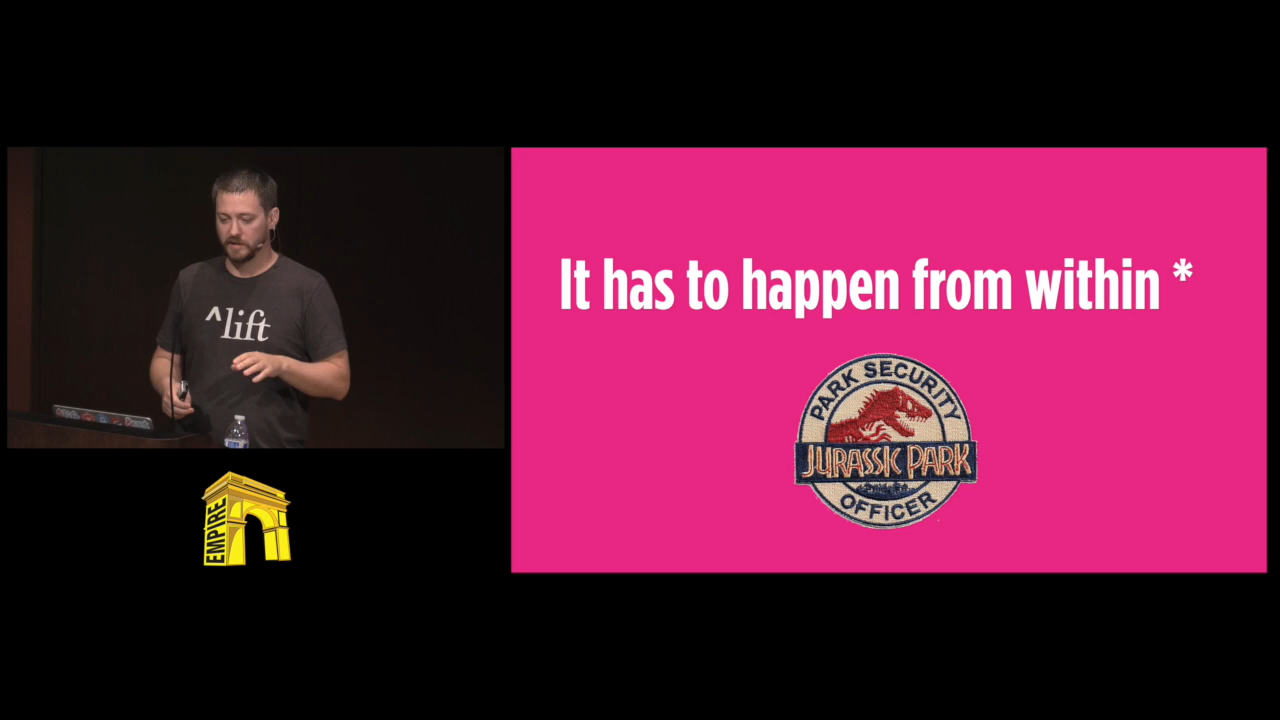 ^lift
EMPIRE
It has to happen from within *
PARK SECURITY
JURASSIC PARK
OFFICER